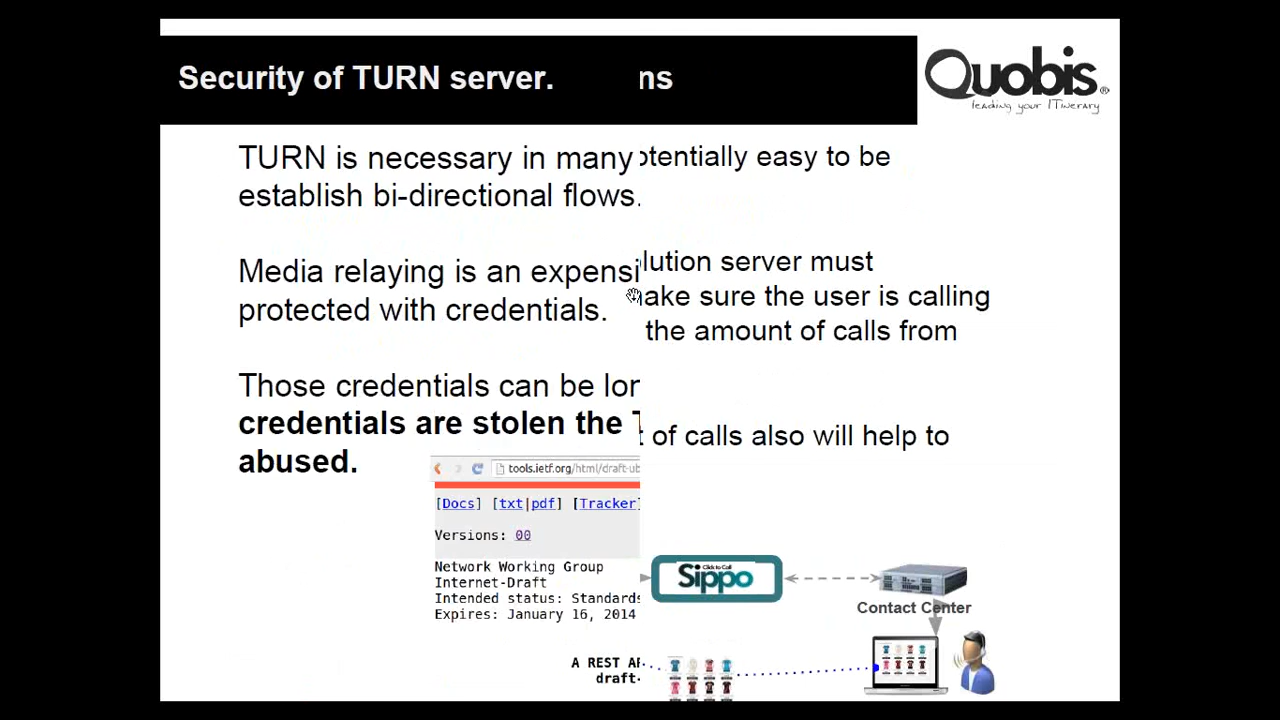 Security of TURN server.
ns
Quobis
leading your ITinerary
TURN is necessary in many
establish bi-directional flows.
Media relaying is an expensi
protected with credentials.
Those credentials can be lon
credentials are stolen the T
abused.
otentially easy to be
lution server must
ake sure the user is calling
the amount of calls from
t of calls also will help to
tools.ietf.org/html/draft-ub
[Docs] [txt|pdf] [Tracker]
Versions: 00
Network Working Group
Internet-Draft
Intended status: Standards
Expires: January 16, 2014
A REST AP
draft-
Click to Call
Sippo
Contact Center